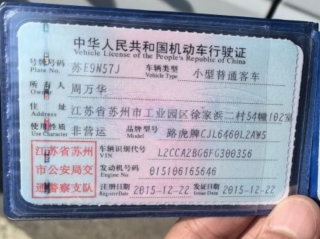 中华人民共和国机动车行驶证
Vehicle License of the People's Republic of China
号牌号码 苏E9N57J 车辆类型 小型普通客车
Plate No. Vehicle Type
所有人 周万华
Owner
住址 江苏省苏州市工业园区徐家浜二村54幢102室
Address
使用性质 非营运 品牌型号 路虎牌CJL6460L2AW5
Use Character Model
江苏省苏州市公安局交通警察支队
车辆识别代号 L2CCA2BG6FG300356
VIN
发动机号码 015106165646
Engine No.
注册日期 2015-12-22 发证日期 2015-12-22
Register Date Issue Date